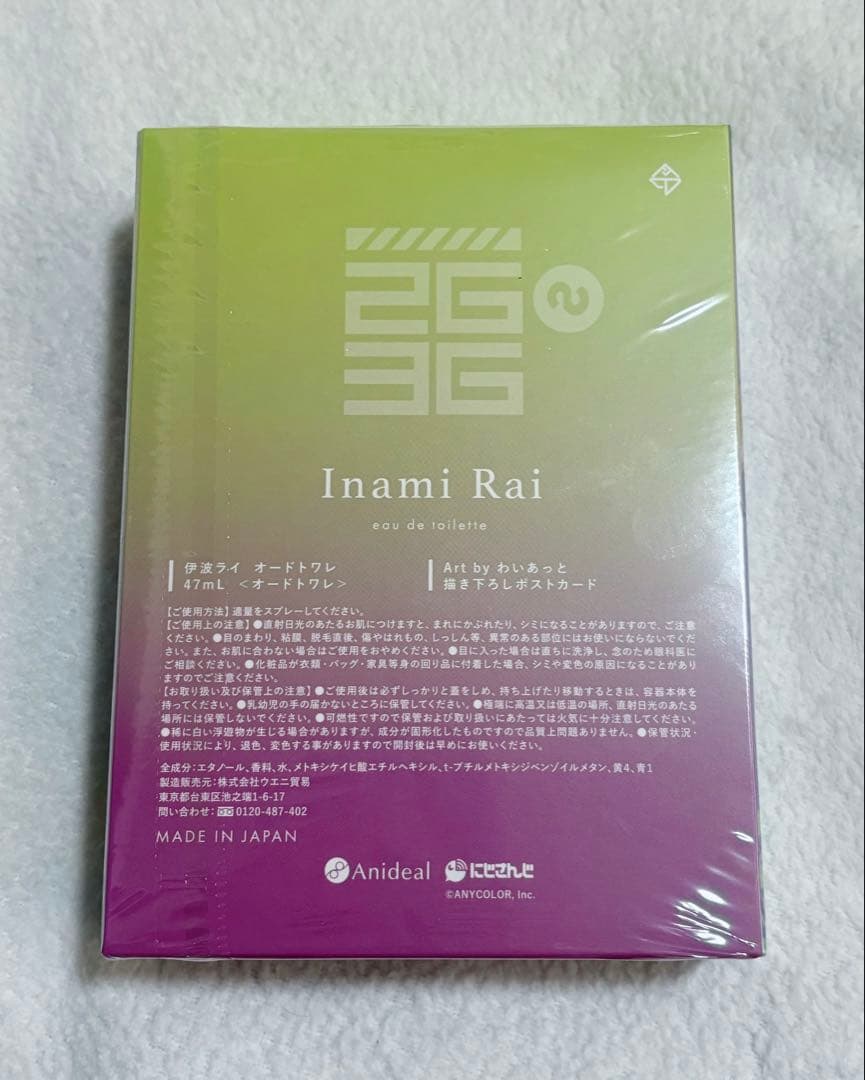 2G
3G
Inami Rai
eau de toilette
伊波ライ オードトワレ
47mL <オードトワレ>
Art by わいあっと
描き下ろしポストカード
【ご使用方法】適量をスプレーしてください。
【ご使用上の注意】●直射日光のあたるお肌につけますと、まれにかぶれたり、シミになることがありますので、ご注意
ください。●目のまわり、粘膜、脱毛直後、傷やはれもの、しっしん等、異常のある部位にはお使いにならないでくだ
さい。また、お肌に合わない場合はご使用をおやめください。●目に入った場合は直ちに洗浄し、念のため眼科医に
ご相談ください。●化粧品が衣類・バッグ・家具等身の回り品に付着した場合、シミや変色の原因になることがあり
ますのでご注意ください。
【お取り扱い及び保管上の注意】●ご使用後は必ずしっかりと蓋をしめ、持ち上げたり移動するときは、容器本体を
持ってください。●乳幼児の手の届かないところに保管してください。●極端に高温又は低温の場所、直射日光のあたる
場所には保管しないでください。●可燃性ですので保管および取り扱いにあたっては火気に十分注意してください。
●稀に白い浮遊物が生じる場合がありますが、成分が固形化したものですので品質上問題ありません。●保管状況・
使用状況により、退色、変色する事がありますので開封後は早めにお使いください。
全成分:エタノール、香料、水、メトキシケイヒ酸エチルヘキシル、t-ブチルメトキシジベンゾイルメタン、黄4、青1
製造販売元:株式会社ウエニ貿易
東京都台東区池之端1-6-17
問い合わせ:0120-487-402
MADE IN JAPAN
Anideal
にじさんじ
©ANYCOLOR, Inc.